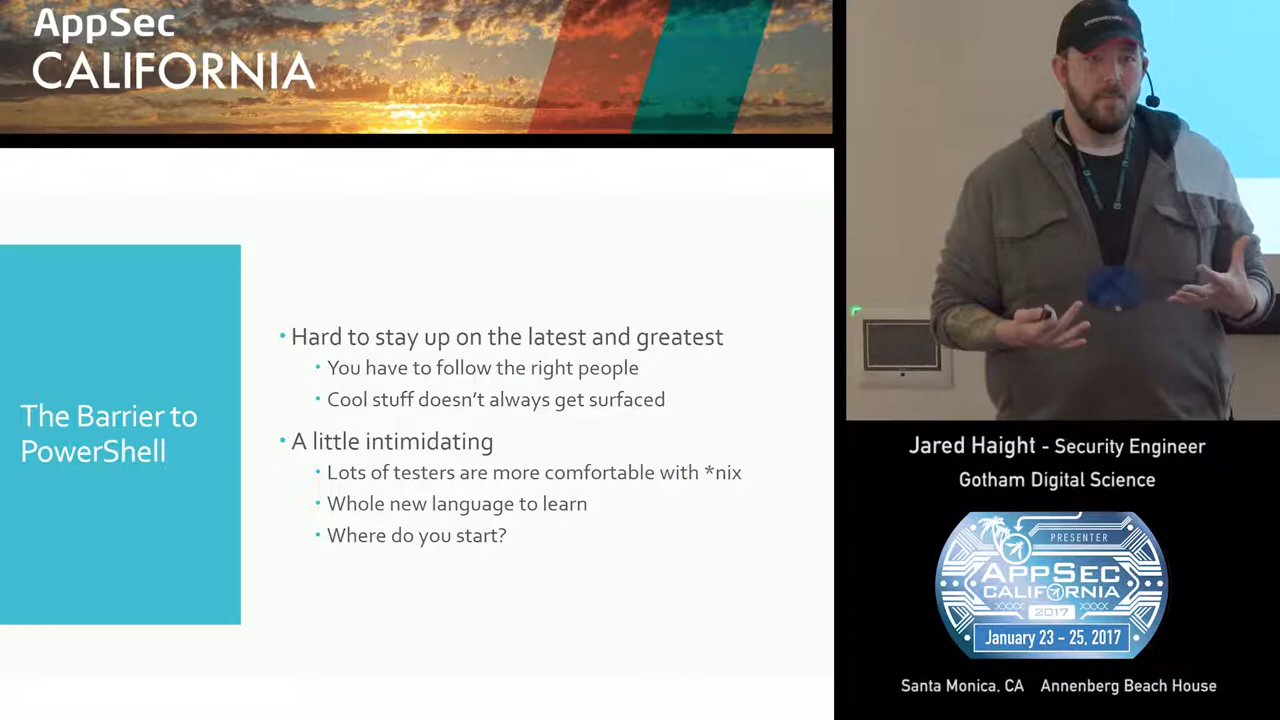 AppSec
CALIFORNIA
The Barrier to
PowerShell
• Hard to stay up on the latest and greatest
• You have to follow the right people
• Cool stuff doesn't always get surfaced
• A little intimidating
• Lots of testers are more comfortable with *nix
• Whole new language to learn
• Where do you start?
Jared Haight - Security Engineer
Gotham Digital Science
PRESENTER
APPSEC
CALIFORNIA
2017
January 23 - 25, 2017
Santa Monica, CA Annenberg Beach House